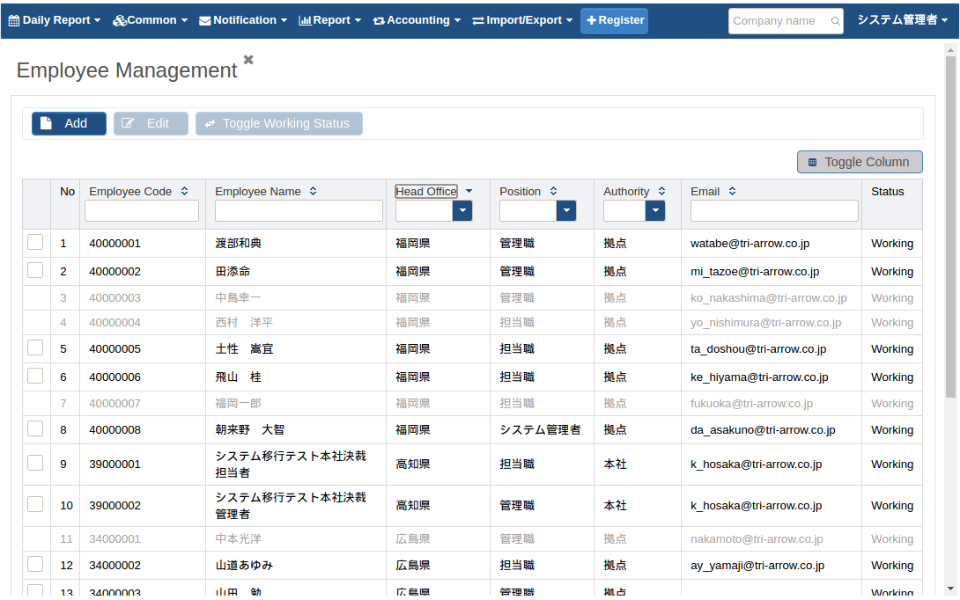 Daily Report Common Notification Report Accounting Import/Export Register Company name システム管理者
Employee Management
Add Edit Toggle Working Status
Toggle Column
No Employee Code Employee Name Head Office Position Authority Email Status
1 40000001 渡部和典 福岡県 管理職 拠点 watabe@tri-arrow.co.jp Working
2 40000002 田添命 福岡県 管理職 拠点 mi_tazoe@tri-arrow.co.jp Working
3 40000003 中島幸一 福岡県 管理職 拠点 ko_nakashima@tri-arrow.co.jp Working
4 40000004 西村　洋平 福岡県 担当職 拠点 yo_nishimura@tri-arrow.co.jp Working
5 40000005 土性　嵩宜 福岡県 担当職 拠点 ta_doshou@tri-arrow.co.jp Working
6 40000006 飛山　桂 福岡県 担当職 拠点 ke_hiyama@tri-arrow.co.jp Working
7 40000007 福岡一郎 福岡県 担当職 拠点 fukuoka@tri-arrow.co.jp Working
8 40000008 朝来野　大智 福岡県 システム管理者 拠点 da_asakuno@tri-arrow.co.jp Working
9 39000001 システム移行テスト本社決裁担当者 高知県 担当職 本社 k_hosaka@tri-arrow.co.jp Working
10 39000002 システム移行テスト本社決裁管理者 高知県 管理職 本社 k_hosaka@tri-arrow.co.jp Working
11 34000001 中本光洋 広島県 管理職 拠点 nakamoto@tri-arrow.co.jp Working
12 34000002 山道あゆみ 広島県 担当職 拠点 ay_yamaji@tri-arrow.co.jp Working
13 34000003 山田　勉 広島県 管理職 拠点 Working